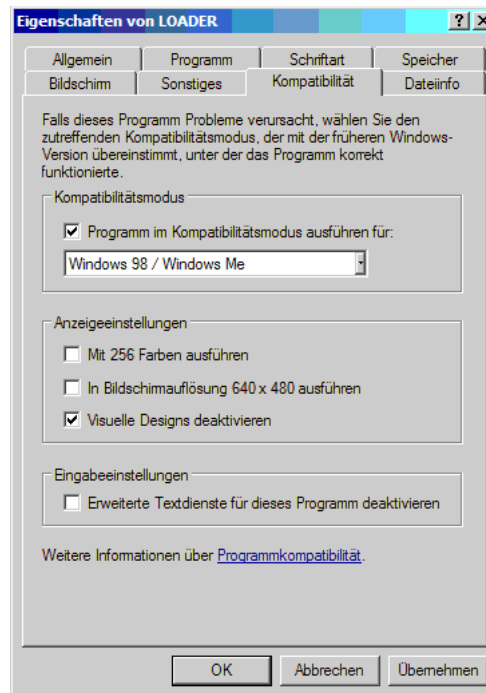 Eigenschaften von LOADER
Allgemein Programm Schriftart Speicher
Bildschirm Sonstiges Kompatibilität Dateiinfo
Falls dieses Programm Probleme verursacht, wählen Sie den
zutreffenden Kompatibilitätsmodus, der mit der früheren Windows-
Version übereinstimmt, unter der das Programm korrekt
funktionierte.
Kompatibilitätsmodus
Programm im Kompatibilitätsmodus ausführen für:
Windows 98 / Windows Me
Anzeigeeinstellungen
Mit 256 Farben ausführen
In Bildschirmauflösung 640 x 480 ausführen
Visuelle Designs deaktivieren
Eingabeeinstellungen
Erweiterte Textdienste für dieses Programm deaktivieren
Weitere Informationen über Programmkompatibilität.
OK Abbrechen Übernehmen